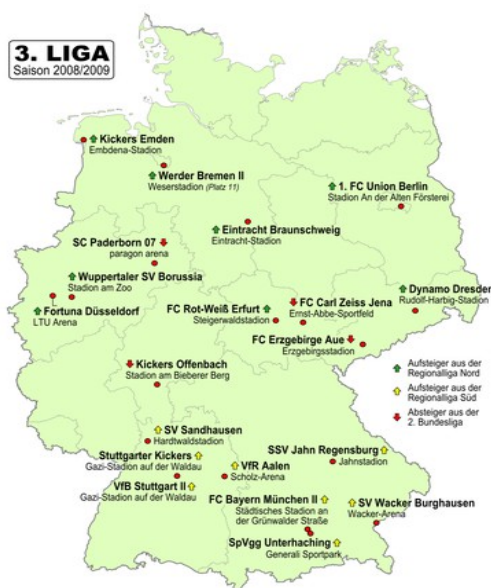 3. LIGA
Saison 2008/2009
Kickers Emden
Embdena-Stadion
Werder Bremen II
Weserstadion (Platz 11)
1. FC Union Berlin
Stadion An der Alten Försterei
Eintracht Braunschweig
Eintracht-Stadion
SC Paderborn 07
paragon arena
Wuppertaler SV Borussia
Stadion am Zoo
Fortuna Düsseldorf
LTU Arena
FC Rot-Weiß Erfurt
Steigerwaldstadion
FC Carl Zeiss Jena
Ernst-Abbe-Sportfeld
Dynamo Dresden
Rudolf-Harbig-Stadion
FC Erzgebirge Aue
Erzgebirgsstadion
Kickers Offenbach
Stadion am Bieberer Berg
Aufsteiger aus der
Regionalliga Nord
Aufsteiger aus der
Regionalliga Süd
Absteiger aus der
2. Bundesliga
SV Sandhausen
Hardtwaldstadion
Stuttgarter Kickers
Gazi-Stadion auf der Waldau
VfR Aalen
Scholz-Arena
VfB Stuttgart II
Gazi-Stadion auf der Waldau
SSV Jahn Regensburg
Jahnstadion
FC Bayern München II
Städtisches Stadion an
der Grünwalder Straße
SV Wacker Burghausen
Wacker-Arena
SpVgg Unterhaching
Generali Sportpark